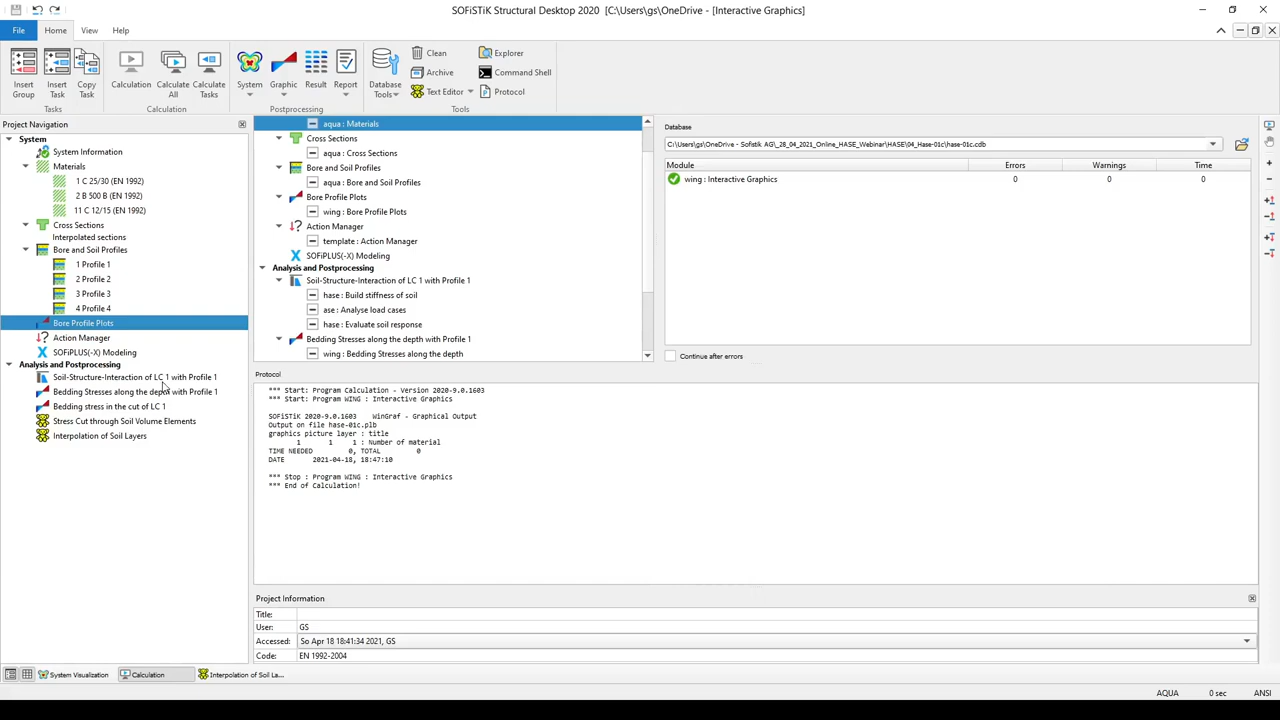 SOFiSTiK Structural Desktop 2020 [C:\Users\gs\OneDrive - [Interactive Graphics]
File Home View Help
Insert Group
Insert Task
Copy Task
Calculation
Calculate All
Calculate Tasks
System
Graphic
Result
Report
Database Tools
Clean
Archive
Text Editor
Explorer
Command Shell
Protocol
Tasks Calculation Postprocessing Tools
Project Navigation
System
System Information
Materials
1 C 25/30 (EN 1992)
2 B 500 B (EN 1992)
11 C 12/15 (EN 1992)
Cross Sections
Interpolated sections
Bore and Soil Profiles
1 Profile 1
2 Profile 2
3 Profile 3
4 Profile 4
Bore Profile Plots
Action Manager
SOFiPLUS(-X) Modeling
Analysis and Postprocessing
Soil-Structure-Interaction of LC 1 with Profile 1
Bedding Stresses along the depth with Profile 1
Bedding stress in the cut of LC 1
Stress Cut through Soil Volume Elements
Interpolation of Soil Layers
aqua : Materials
Cross Sections
aqua : Cross Sections
Bore and Soil Profiles
aqua : Bore and Soil Profiles
Bore Profile Plots
wing : Bore Profile Plots
Action Manager
template : Action Manager
SOFiPLUS(-X) Modeling
Analysis and Postprocessing
Soil-Structure-Interaction of LC 1 with Profile 1
hase : Build stiffness of soil
ase : Analyse load cases
hase : Evaluate soil response
Bedding Stresses along the depth with Profile 1
wing : Bedding Stresses along the depth
Database
C:\Users\gs\OneDrive - Sofistik AG\_28_04_2021_Online_HASE_Webinar\HASE\04_Hase-01c\hase-01c.cdb
Module Errors Warnings Time
wing : Interactive Graphics 0 0 0
Continue after errors
Protocol
*** Start: Program Calculation - Version 2020-9.0.1603
*** Start: Program WING : Interactive Graphics
SOFiSTiK 2020-9.0.1603 WinGraf - Graphical Output
Output on file hase-01c.plb
graphics picture layer : title
1 1 1 : Number of material
TIME NEEDED 0, TOTAL 0
DATE 2021-04-18, 18:47:10
*** Stop : Program WING : Interactive Graphics
*** End of Calculation!
Project Information
Title:
User: GS
Accessed: So Apr 18 18:41:34 2021, GS
Code: EN 1992-2004
System Visualization Calculation Interpolation of Soil La...
AQUA 0 sec ANSI